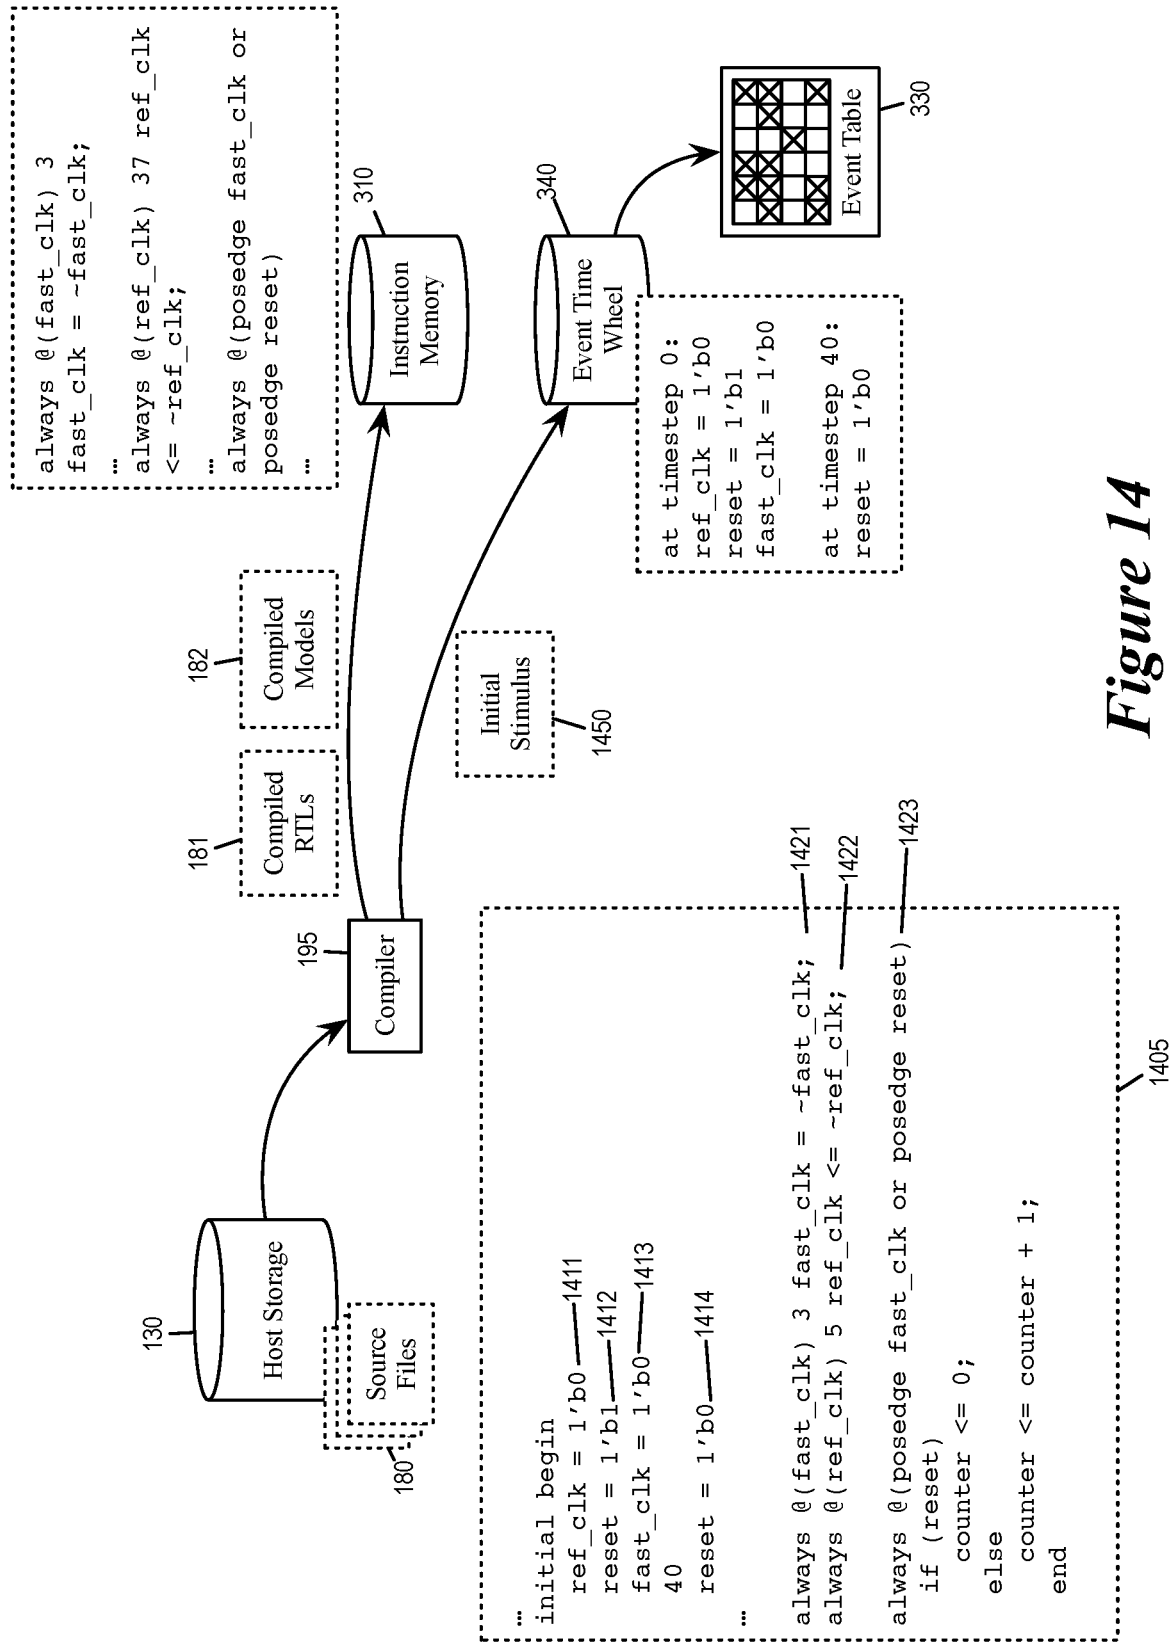 130
Host Storage
Source
Files
180
195
Compiler
181
Compiled
RTLs
182
Compiled
Models
Initial
Stimulus
1450
310
Instruction
Memory
always @(fast_clk) 3
fast_clk = ~fast_clk;
…
always @(ref_clk) 37 ref_clk
<= ~ref_clk;
…
always @(posedge fast_clk or
posedge reset)
…
340
Event Time
Wheel
at timestep 0:
ref_clk = 1'b0
reset = 1'b1
fast_clk = 1'b0
at timestep 40:
reset = 1'b0
Event Table
330
…
initial begin
ref_clk = 1'b0 1411
reset = 1'b1 1412
fast_clk = 1'b0 1413
40
reset = 1'b0 1414
…
always @(fast_clk) 3 fast_clk = ~fast_clk; 1421
always @(ref_clk) 5 ref_clk <= ~ref_clk; 1422
always @(posedge fast_clk or posedge reset) 1423
if (reset)
counter <= 0;
else
counter <= counter + 1;
end
1405
Figure 14